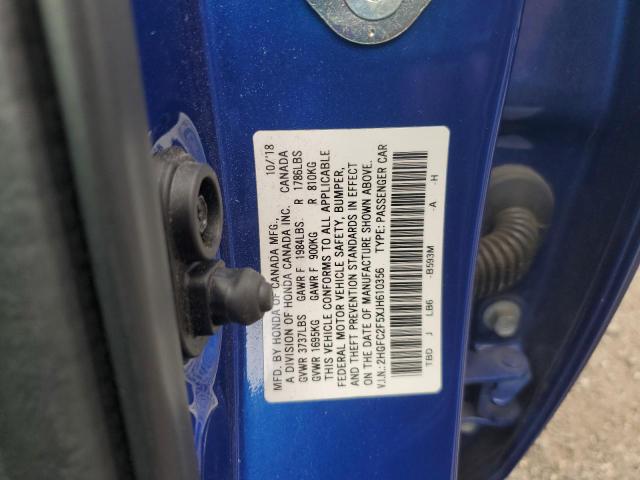 MFD. BY HONDA OF CANADA MFG., 10/'18
A DIVISION OF HONDA CANADA INC. CANADA
GVWR 3737LBS GAWR F 1984LBS. R 1786LBS
GVWR 1695KG GAWR F 900KG R 810KG
THIS VEHICLE CONFORMS TO ALL APPLICABLE
FEDERAL MOTOR VEHICLE SAFETY, BUMPER,
AND THEFT PREVENTION STANDARDS IN EFFECT
ON THE DATE OF MANUFACTURE SHOWN ABOVE.
V.I.N.:2HGFC2F5XJH610356 TYPE: PASSENGER CAR
TBD J LB6 -B593M -A -H